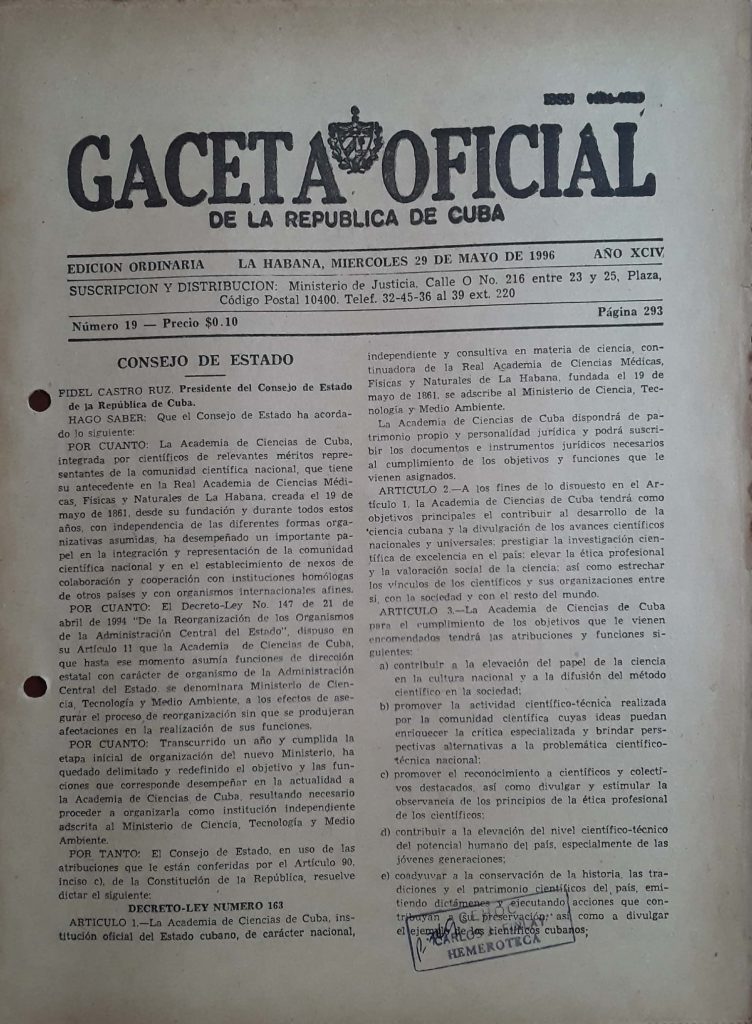 GACETA OFICIAL
DE LA REPUBLICA DE CUBA
EDICION ORDINARIA LA HABANA, MIERCOLES 29 DE MAYO DE 1996 AÑO XCIV
SUSCRIPCION Y DISTRIBUCION: Ministerio de Justicia, Calle O No. 216 entre 23 y 25, Plaza,
Código Postal 10400. Telef. 32-45-36 al 39 ext. 220
Número 19 — Precio $0.10 Página 293
CONSEJO DE ESTADO
FIDEL CASTRO RUZ, Presidente del Consejo de Estado
de la República de Cuba.
HAGO SABER: Que el Consejo de Estado ha acorda-
do lo siguiente:
POR CUANTO: La Academia de Ciencias de Cuba,
integrada por científicos de relevantes méritos repre-
sentantes de la comunidad científica nacional, que tiene
su antecedente en la Real Academia de Ciencias Médi-
cas, Físicas y Naturales de La Habana, creada el 19 de
mayo de 1861, desde su fundación y durante todos estos
años, con independencia de las diferentes formas orga-
nizativas asumidas, ha desempeñado un importante pa-
pel en la integración y representación de la comunidad
científica nacional y en el establecimiento de nexos de
colaboración y cooperación con instituciones homólogas
de otros países y con organismos internacionales afines.
POR CUANTO: El Decreto-Ley No. 147 de 21 de
abril de 1994 "De la Reorganización de los Organismos
de la Administración Central del Estado", dispuso en
su Artículo 11 que la Academia de Ciencias de Cuba,
que hasta ese momento asumía funciones de dirección
estatal con carácter de organismo de la Administración
Central del Estado, se denominara Ministerio de Cien-
cia, Tecnología y Medio Ambiente, a los efectos de ase-
gurar el proceso de reorganización sin que se produjeran
afectaciones en la realización de sus funciones.
POR CUANTO: Transcurrido un año y cumplida la
etapa inicial de organización del nuevo Ministerio, ha
quedado delimitado y redefinido el objetivo y las fun-
ciones que corresponde desempeñar en la actualidad a
la Academia de Ciencias de Cuba, resultando necesario
proceder a organizarla como institución independiente
adscrita al Ministerio de Ciencia, Tecnología y Medio
Ambiente.
POR TANTO: El Consejo de Estado, en uso de las
atribuciones que le están conferidas por el Artículo 90,
inciso c), de la Constitución de la República, resuelve
dictar el siguiente:
DECRETO-LEY NUMERO 163
ARTICULO 1.—La Academia de Ciencias de Cuba, ins-
titución oficial del Estado cubano, de carácter nacional,
independiente y consultiva en materia de ciencia, con-
tinuadora de la Real Academia de Ciencias Médicas,
Físicas y Naturales de La Habana, fundada el 19 de
mayo de 1861, se adscribe al Ministerio de Ciencia, Tec-
nología y Medio Ambiente.
La Academia de Ciencias de Cuba dispondrá de pa-
trimonio propio y personalidad jurídica y podrá suscri-
bir los documentos e instrumentos jurídicos necesarios
al cumplimiento de los objetivos y funciones que le
vienen asignados.
ARTICULO 2.—A los fines de lo dispuesto en el Ar-
tículo 1, la Academia de Ciencias de Cuba tendrá como
objetivos principales el contribuir al desarrollo de la
ciencia cubana y la divulgación de los avances científicos
nacionales y universales; prestigiar la investigación cien-
tífica de excelencia en el país; elevar la ética profesional
y la valoración social de la ciencia; así como estrechar
los vínculos de los científicos y sus organizaciones entre
sí, con la sociedad y con el resto del mundo.
ARTICULO 3.—La Academia de Ciencias de Cuba
para el cumplimiento de los objetivos que le vienen
encomendados tendrá las atribuciones y funciones si-
guientes:
a) contribuir a la elevación del papel de la ciencia
en la cultura nacional y a la difusión del método
científico en la sociedad;
b) promover la actividad científico-técnica realizada
por la comunidad científica cuyas ideas puedan
enriquecer la crítica especializada y brindar pers-
pectivas alternativas a la problemática científico-
técnica nacional;
c) promover el reconocimiento a científicos y colecti-
vos destacados, así como divulgar y estimular la
observancia de los principios de la ética profesional
de los científicos;
d) contribuir a la elevación del nivel científico-técnico
del potencial humano del país, especialmente de las
jóvenes generaciones;
e) coadyuvar a la conservación de la historia, las tra-
diciones y el patrimonio científicos del país, emi-
tiendo dictámenes y ejecutando acciones que con-
tribuyan a su preservación; así como a divulgar
el ejemplo de los científicos cubanos;
CARLOS J. FINLAY
HEMEROTECA